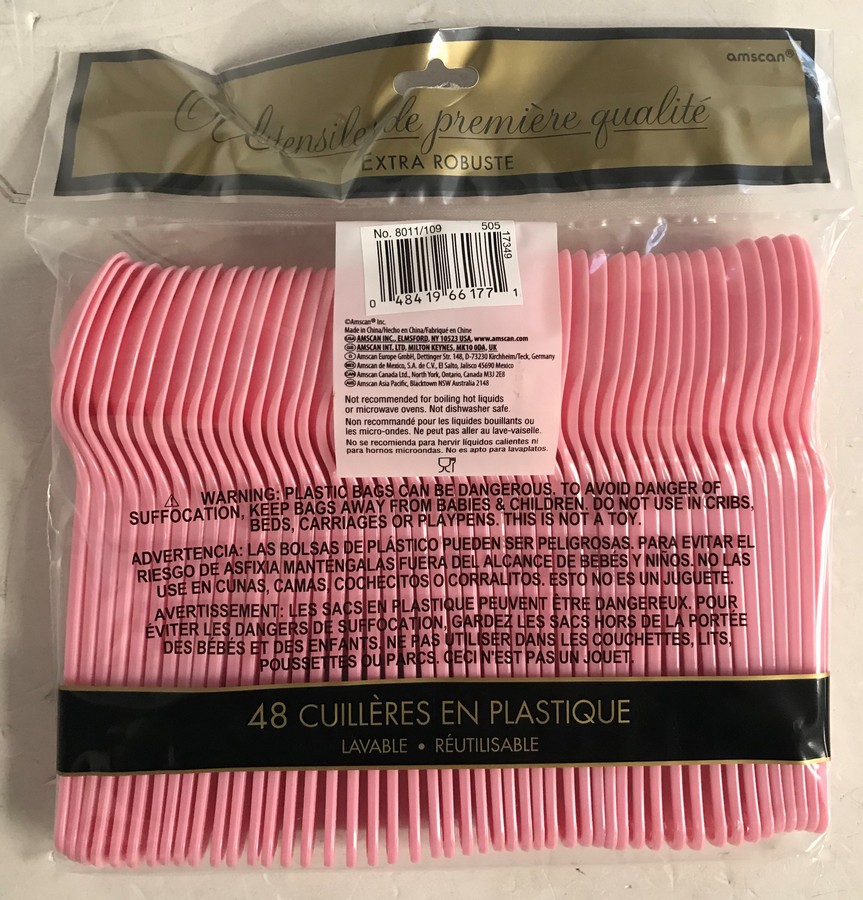 amscan®
Ustensiles de première qualité
EXTRA ROBUSTE
No. 8011/109 505
17349
0 48419 66177 1
©Amscan® Inc.
Made in China/Hecho en China/Fabriqué en Chine
AMSCAN INC., ELMSFORD, NY 10523 USA, www.amscan.com
AMSCAN INT. LTD, MILTON KEYNES, MK10 0DA, UK
Amscan Europe GmbH, Dettinger Str. 148, D-73230 Kirchheim/Teck, Germany
Amscan de Mexico, S.A. de C.V., El Salto, Jalisco 45690 Mexico
Amscan Canada Ltd., North York, Ontario, Canada M3J 2E8
Amscan Asia Pacific, Blacktown NSW Australia 2148
Not recommended for boiling hot liquids
or microwave ovens. Not dishwasher safe.
Non recommandé pour les liquides bouillants ou
les micro-ondes. Ne peut pas aller au lave-vaiselle.
No se recomienda para hervir líquidos calientes ni
para hornos microondas. No es apto para lavaplatos.
WARNING: PLASTIC BAGS CAN BE DANGEROUS. TO AVOID DANGER OF
SUFFOCATION, KEEP BAGS AWAY FROM BABIES & CHILDREN. DO NOT USE IN CRIBS,
BEDS, CARRIAGES OR PLAYPENS. THIS IS NOT A TOY.
ADVERTENCIA: LAS BOLSAS DE PLÁSTICO PUEDEN SER PELIGROSAS. PARA EVITAR EL
RIESGO DE ASFIXIA MANTENGALAS FUERA DEL ALCANCE DE BEBÉS Y NIÑOS. NO LAS
USE EN CUNAS, CAMAS, COCHECITOS O CORRALITOS. ESTO NO ES UN JUGUETE.
AVERTISSEMENT: LES SACS EN PLASTIQUE PEUVENT ÊTRE DANGEREUX. POUR
ÉVITER LES DANGERS DE SUFFOCATION, GARDEZ LES SACS HORS DE LA PORTÉE
DES BÉBÉS ET DES ENFANTS. NE PAS UTILISER DANS LES COUCHETTES, LITS,
POUSSETTES OU PARCS. CECI N'EST PAS UN JOUET.
48 CUILLÈRES EN PLASTIQUE
LAVABLE • RÉUTILISABLE